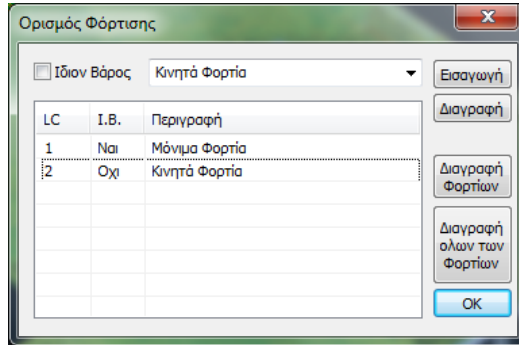 Ορισμός Φόρτισης
Ιδιον Βάρος
Κινητά Φορτία
Εισαγωγή
LC Ι.Β. Περιγραφή
1 Ναι Μόνιμα Φορτία
2 Οχι Κινητά Φορτία
Διαγραφή
Διαγραφή
Φορτίων
Διαγραφή
ολων των
Φορτίων
OK